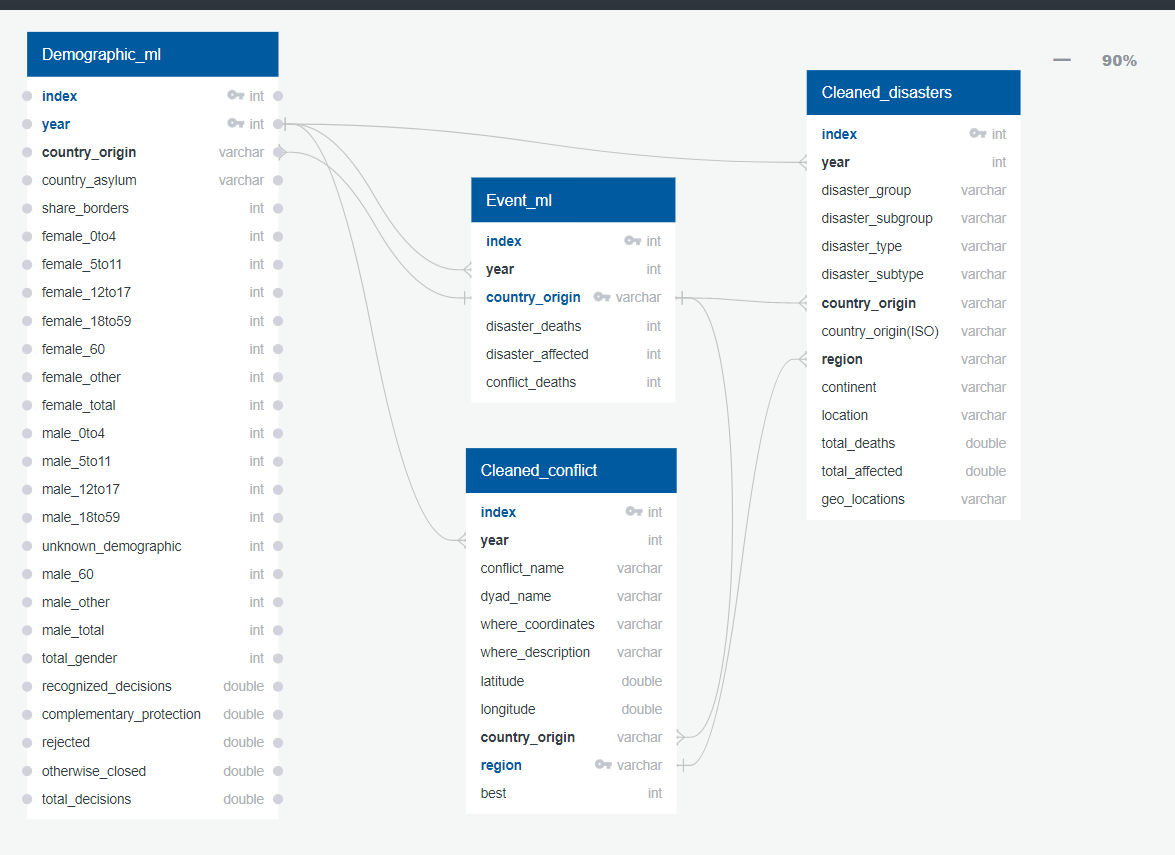 90%
Demographic_ml
index int
year int
country_origin varchar
country_asylum varchar
share_borders int
female_0to4 int
female_5to11 int
female_12to17 int
female_18to59 int
female_60 int
female_other int
female_total int
male_0to4 int
male_5to11 int
male_12to17 int
male_18to59 int
unknown_demographic int
male_60 int
male_other int
male_total int
total_gender int
recognized_decisions double
complementary_protection double
rejected double
otherwise_closed double
total_decisions double
Event_ml
index int
year int
country_origin varchar
disaster_deaths int
disaster_affected int
conflict_deaths int
Cleaned_conflict
index int
year int
conflict_name varchar
dyad_name varchar
where_coordinates varchar
where_description varchar
latitude double
longitude double
country_origin varchar
region varchar
best int
Cleaned_disasters
index int
year int
disaster_group varchar
disaster_subgroup varchar
disaster_type varchar
disaster_subtype varchar
country_origin varchar
country_origin(ISO) varchar
region varchar
continent varchar
location varchar
total_deaths double
total_affected double
geo_locations varchar